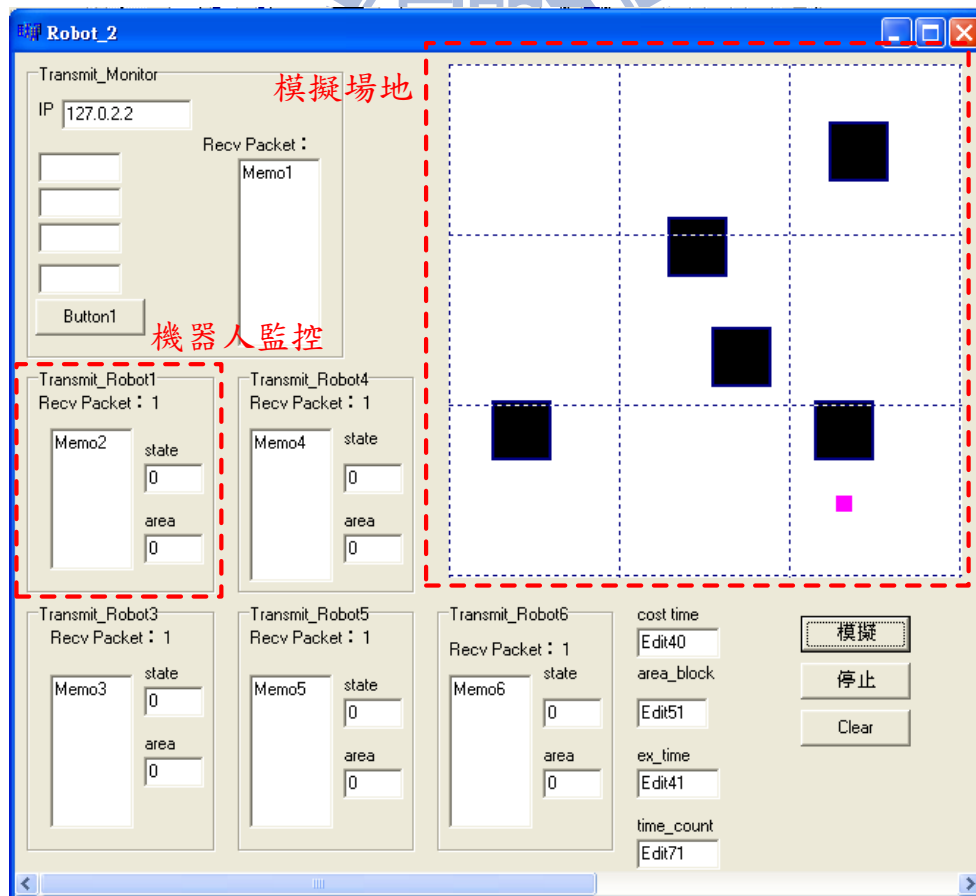 Robot_2
Transmit_Monitor
模擬場地
IP 127.0.2.2
Recv Packet：
Memo1
Button1
機器人監控
Transmit_Robot1
Recv Packet：1
Memo2
state
0
area
0
Transmit_Robot4
Recv Packet：1
Memo4
state
0
area
0
Transmit_Robot3
Recv Packet：1
Memo3
state
0
area
0
Transmit_Robot5
Recv Packet：1
Memo5
state
0
area
0
Transmit_Robot6
Recv Packet：1
Memo6
state
0
area
0
cost time
Edit40
area_block
Edit51
ex_time
Edit41
time_count
Edit71
模擬
停止
Clear